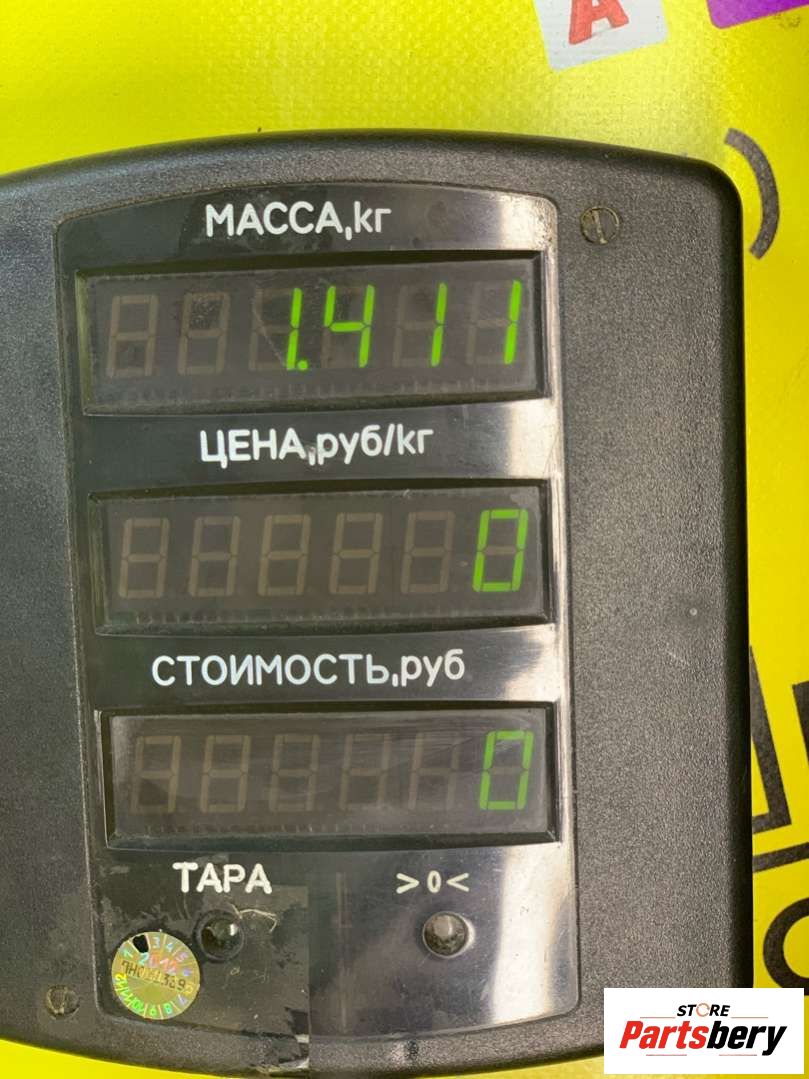 A
МАССА,кг
1.411
ЦЕНА,руб/кг
0
СТОИМОСТЬ,руб
0
ТАРА >0<
STORE
Partsbery